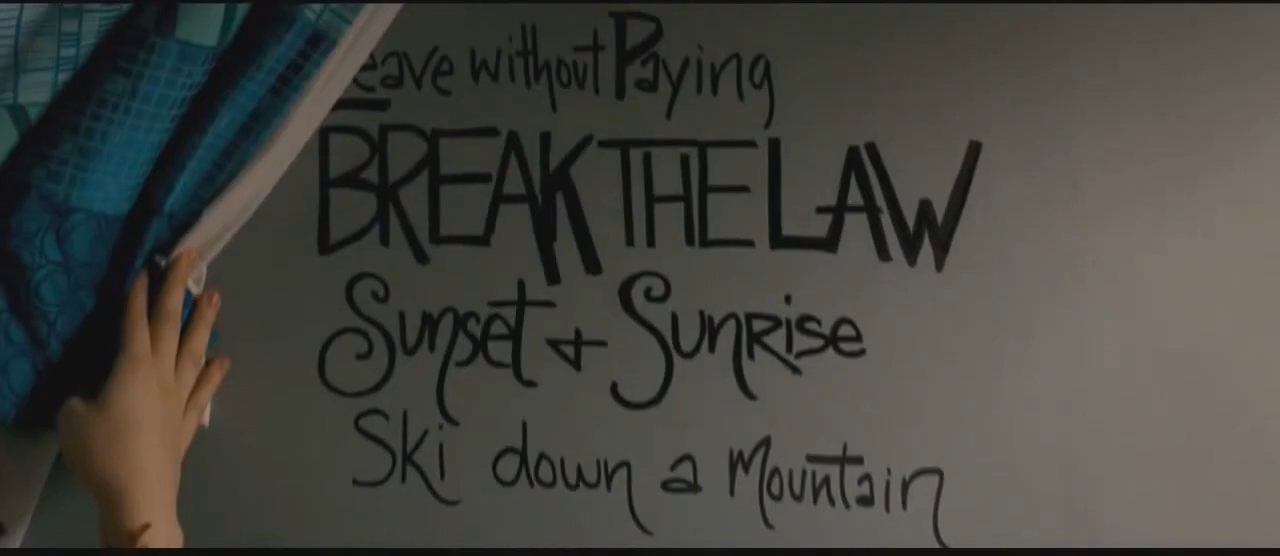 Leave without Paying
BREAK THE LAW
Sunset + Sunrise
Ski down a Mountain